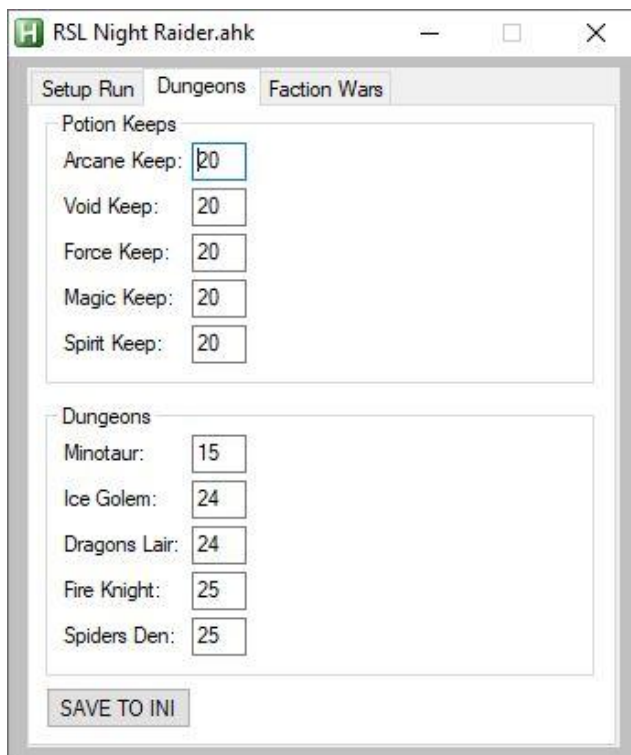 RSL Night Raider.ahk
Setup Run Dungeons Faction Wars
Potion Keeps
Arcane Keep: 20
Void Keep: 20
Force Keep: 20
Magic Keep: 20
Spirit Keep: 20
Dungeons
Minotaur: 15
Ice Golem: 24
Dragons Lair: 24
Fire Knight: 25
Spiders Den: 25
SAVE TO INI